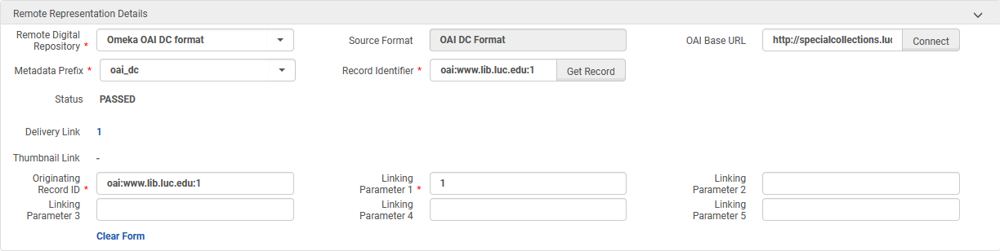 Remote Representation Details
Remote Digital Repository * Omeka OAI DC format Source Format OAI DC Format OAI Base URL http://specialcollections.luc Connect
Metadata Prefix * oai_dc Record Identifier * oai:www.lib.luc.edu:1 Get Record
Status PASSED
Delivery Link 1
Thumbnail Link -
Originating Record ID * oai:www.lib.luc.edu:1 Linking Parameter 1 * 1 Linking Parameter 2
Linking Parameter 3 Linking Parameter 4 Linking Parameter 5
Clear Form